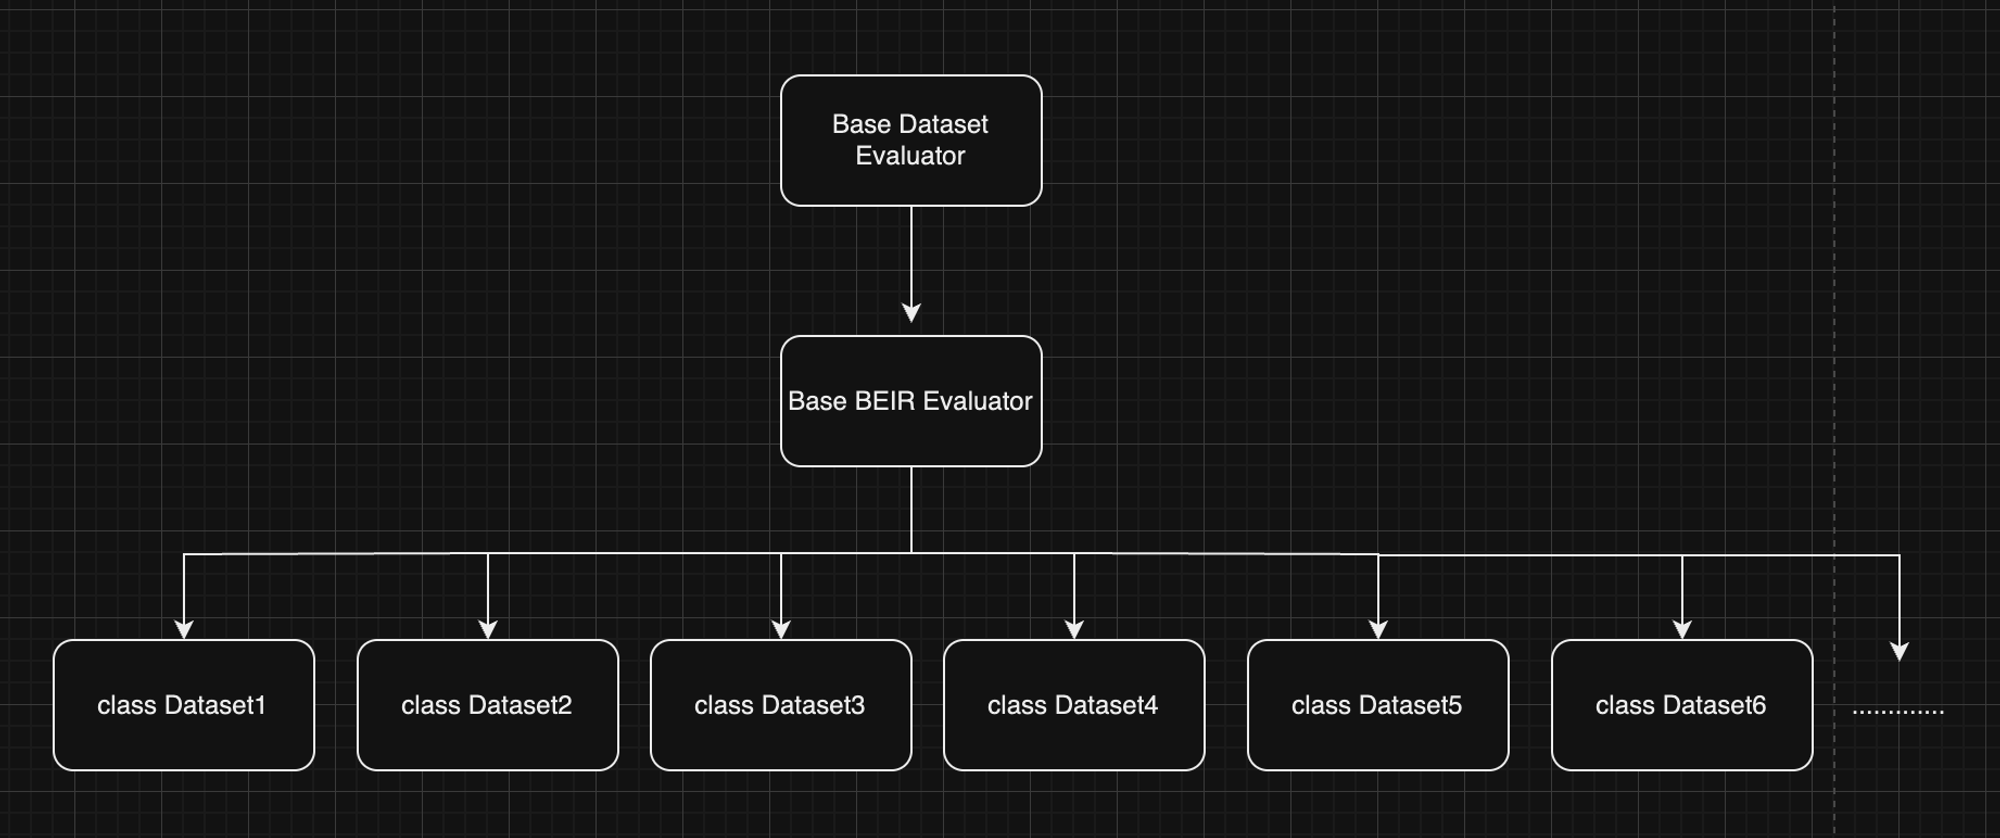 Base Dataset
Evaluator
Base BEIR Evaluator
class Dataset1
class Dataset2
class Dataset3
class Dataset4
class Dataset5
class Dataset6
.............